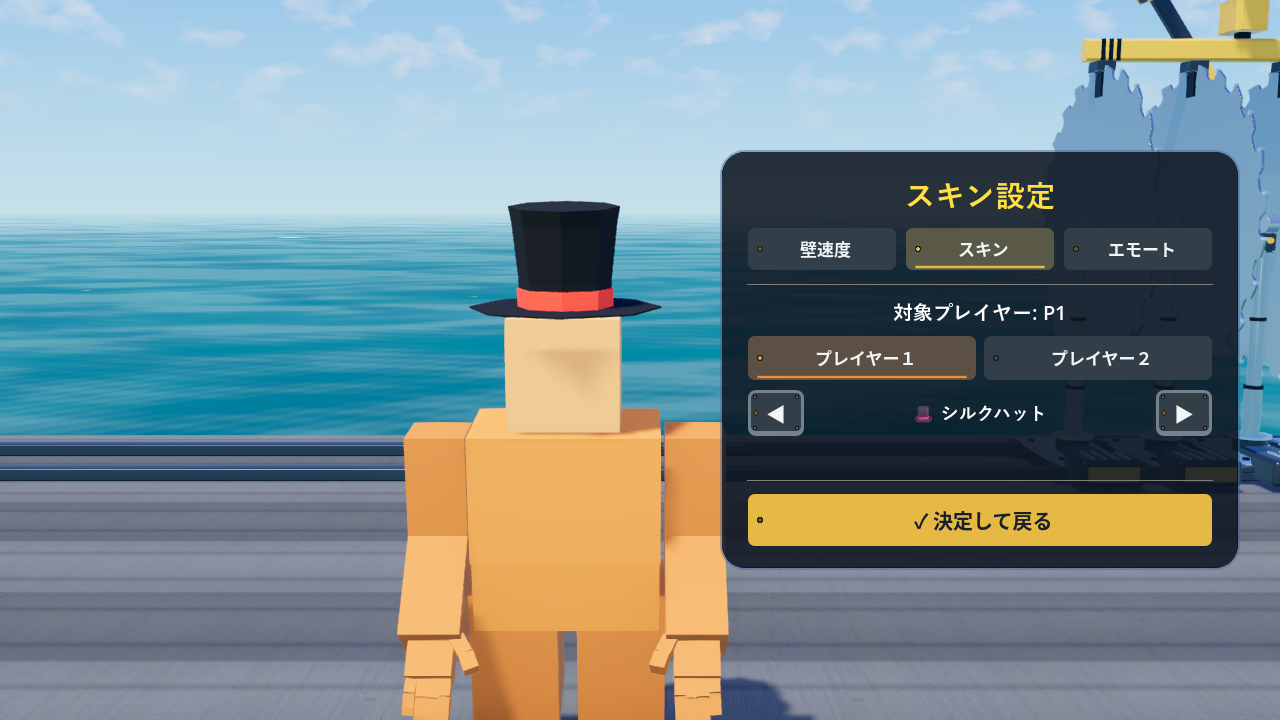 スキン設定
壁速度 スキン エモート
対象プレイヤー: P1
プレイヤー１ プレイヤー２
◀ シルクハット ▶
✓決定して戻る